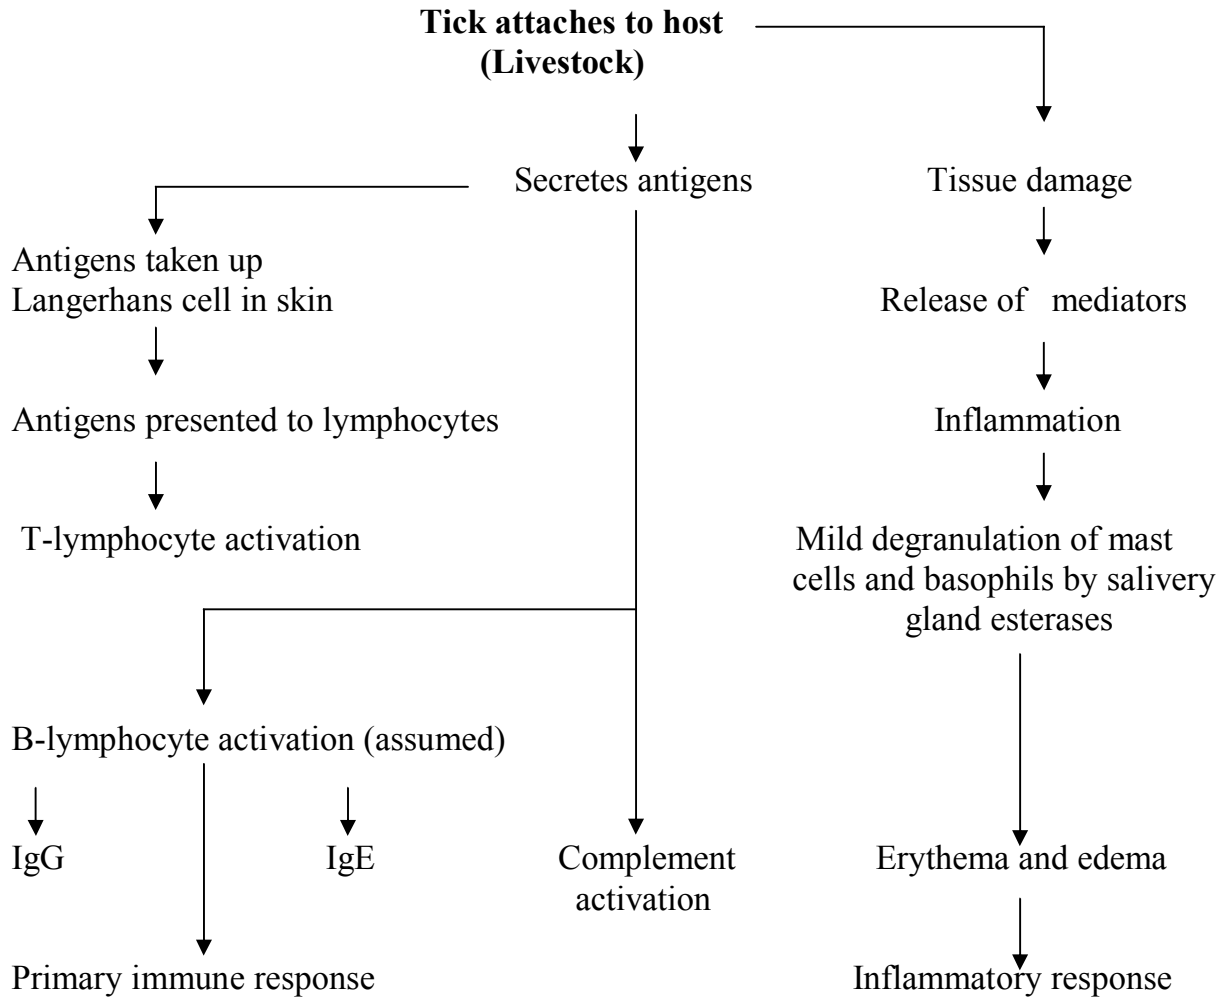 Tick attaches to host
(Livestock)
Secretes antigens
Tissue damage
Antigens taken up
Langerhans cell in skin
Release of mediators
Antigens presented to lymphocytes
Inflammation
T-lymphocyte activation
Mild degranulation of mast
cells and basophils by salivery
gland esterases
B-lymphocyte activation (assumed)
IgG
IgE
Complement
activation
Erythema and edema
Primary immune response
Inflammatory response